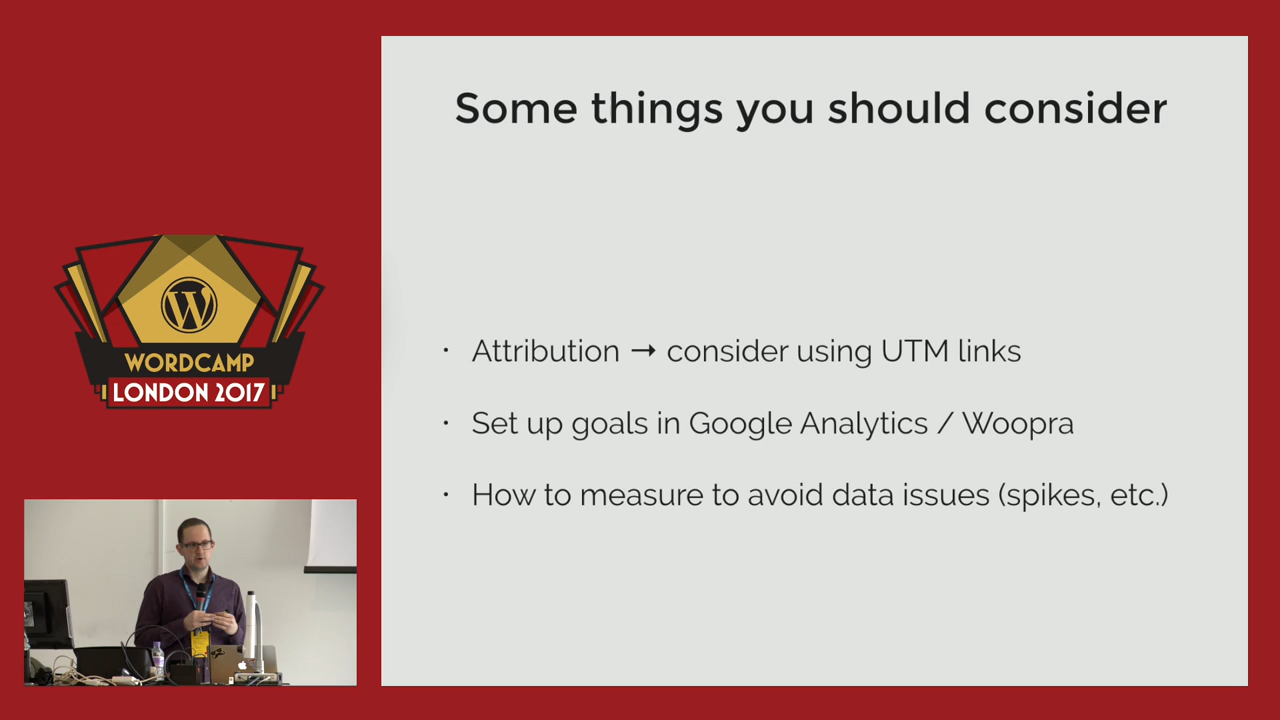 Some things you should consider
· Attribution → consider using UTM links
· Set up goals in Google Analytics / Woopra
· How to measure to avoid data issues (spikes, etc.)
WORDCAMP
LONDON 2017